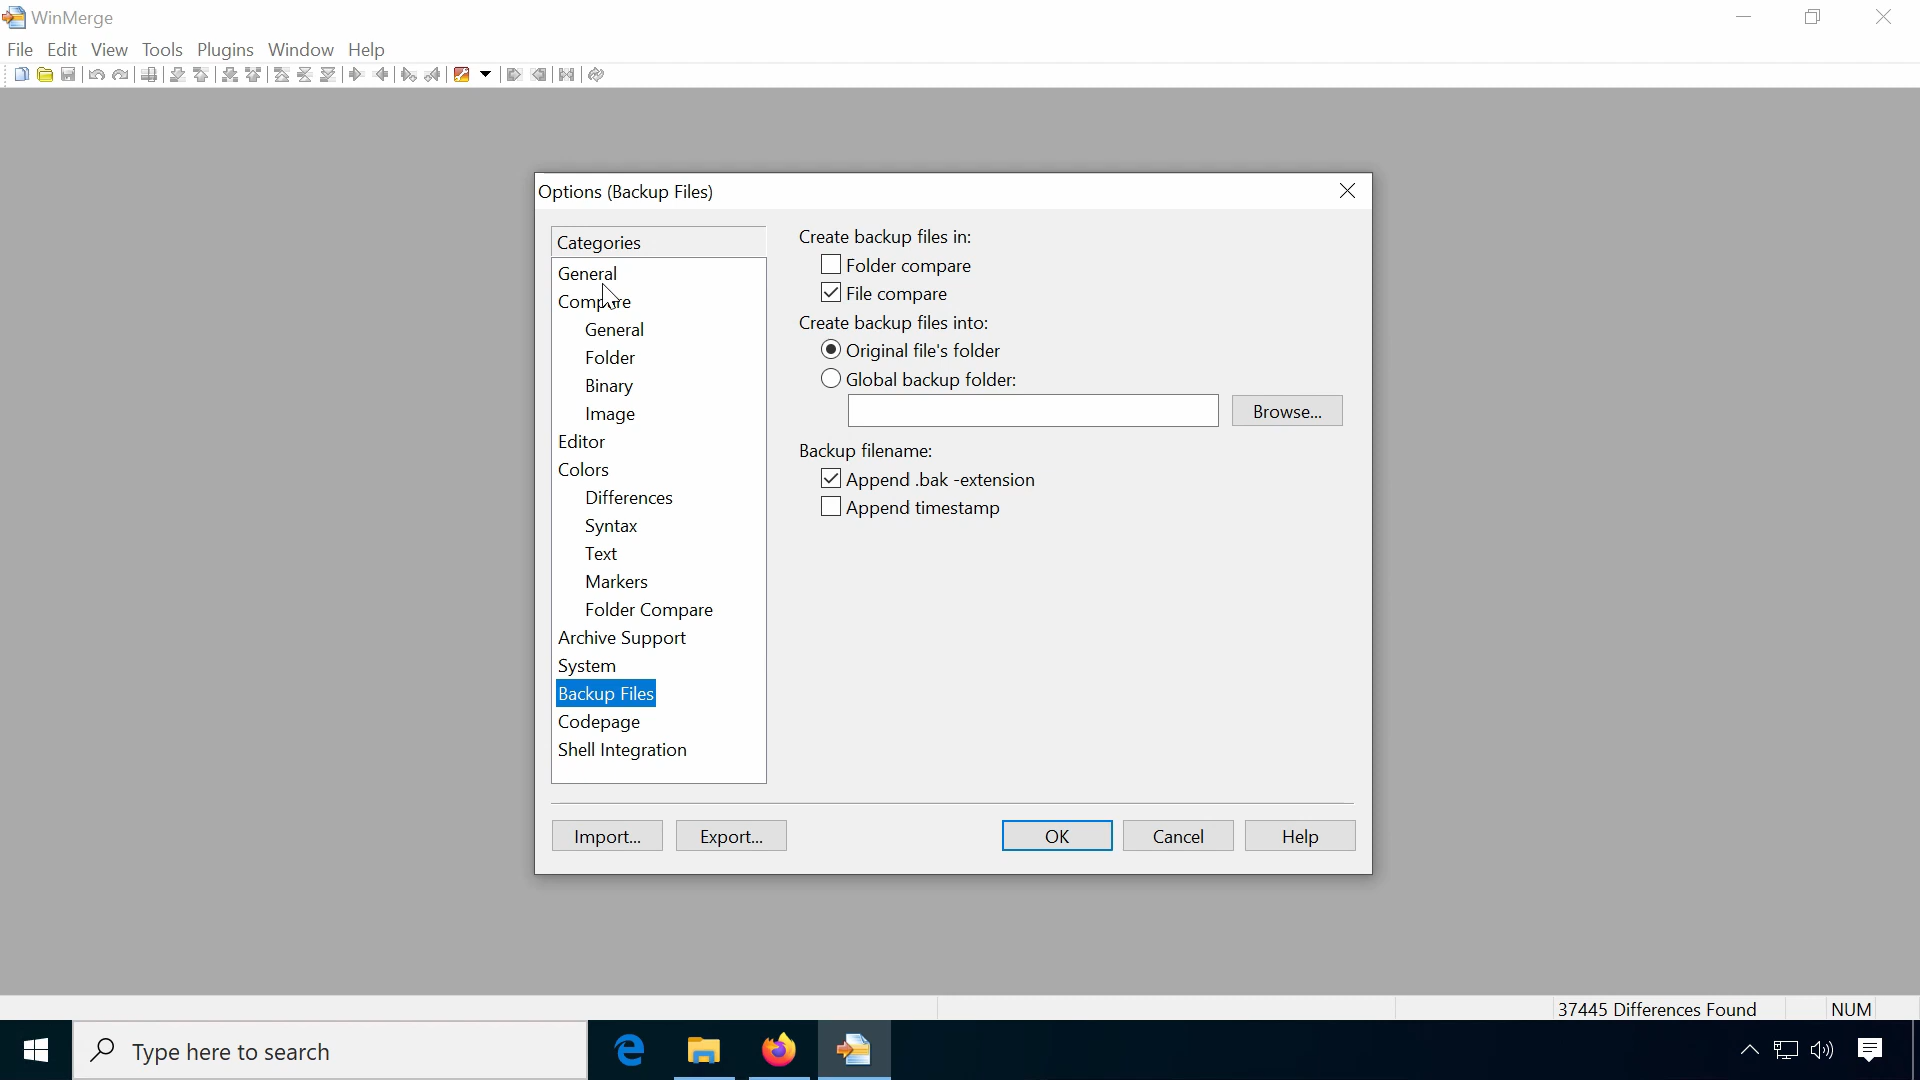 WinMerge
File Edit View Tools Plugins Window Help
Options (Backup Files)
Categories
General
Compare
General
Folder
Binary
Image
Editor
Colors
Differences
Syntax
Text
Markers
Folder Compare
Archive Support
System
Backup Files
Codepage
Shell Integration
Create backup files in:
Folder compare
File compare
Create backup files into:
Original file's folder
Global backup folder:
Browse...
Backup filename:
Append .bak -extension
Append timestamp
Import... Export... OK Cancel Help
37445 Differences Found NUM
Type here to search